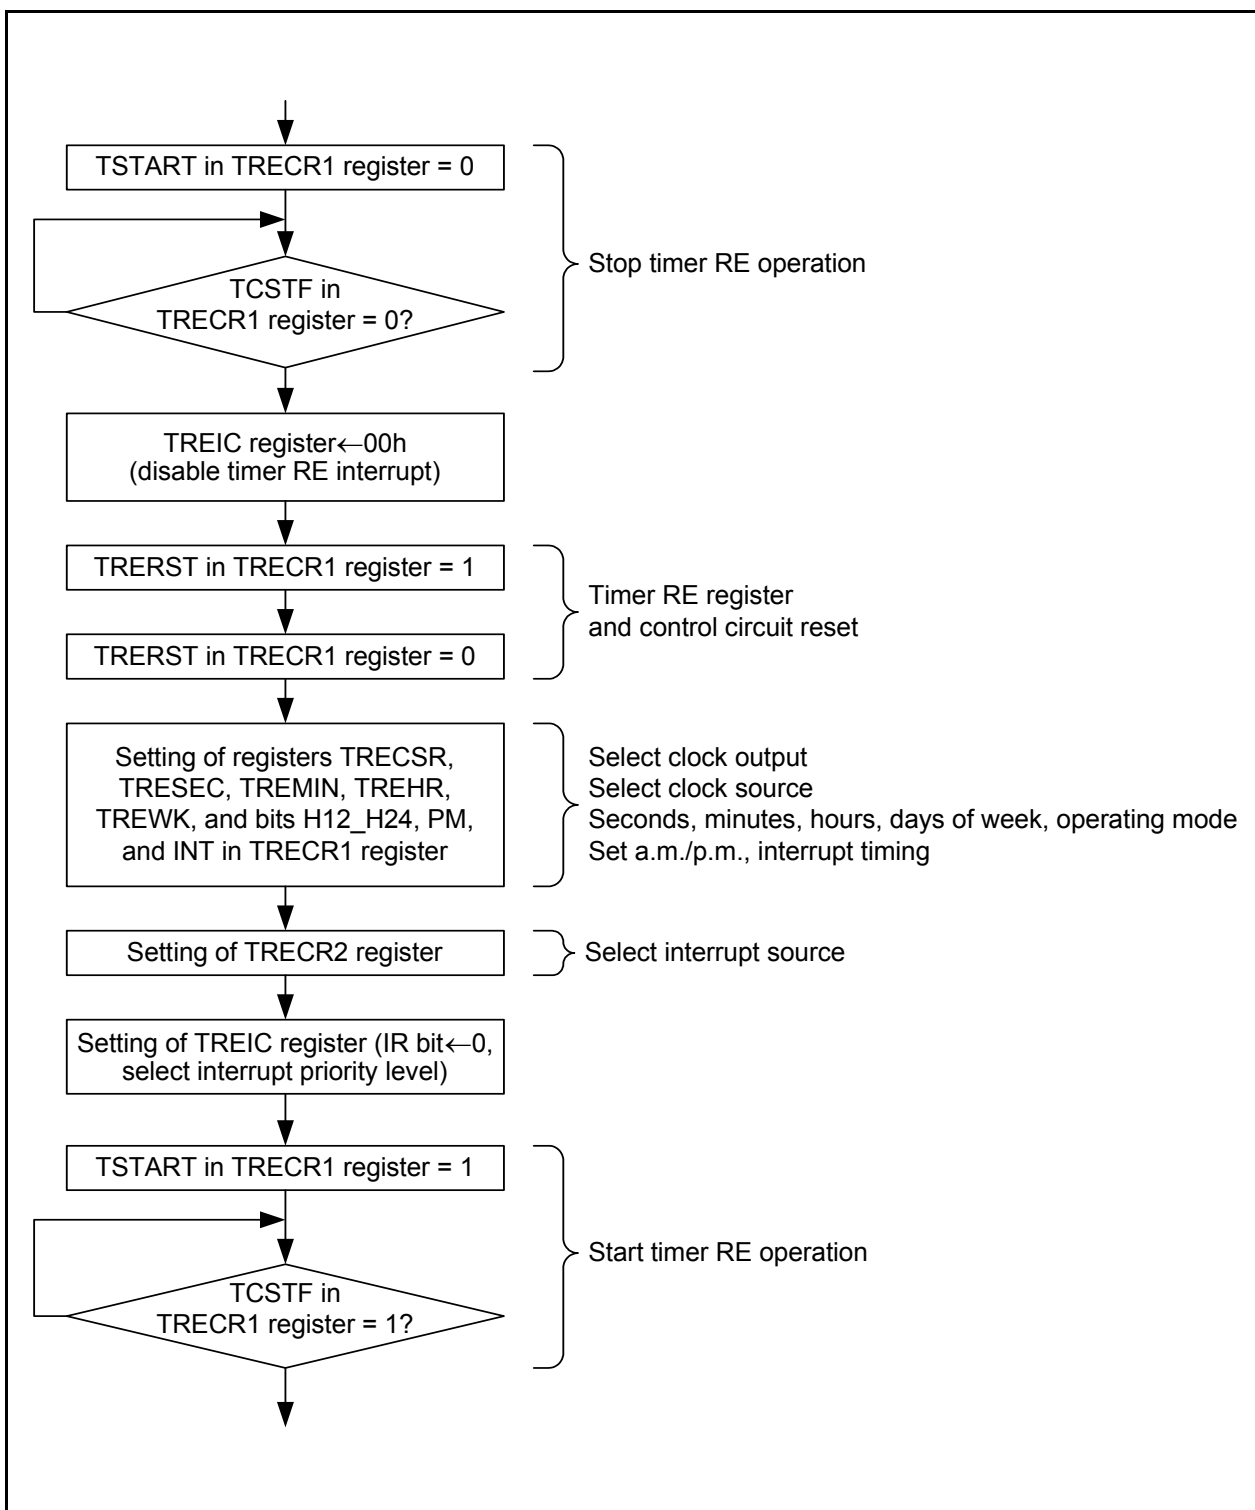 TSTART in TRECR1 register = 0
TCSTF in
TRECR1 register = 0?
Stop timer RE operation
TREIC register←00h
(disable timer RE interrupt)
TRERST in TRECR1 register = 1
TRERST in TRECR1 register = 0
Timer RE register
and control circuit reset
Setting of registers TRECSR,
TRESEC, TREMIN, TREHR,
TREWK, and bits H12_H24, PM,
and INT in TRECR1 register
Select clock output
Select clock source
Seconds, minutes, hours, days of week, operating mode
Set a.m./p.m., interrupt timing
Setting of TRECR2 register
Select interrupt source
Setting of TREIC register (IR bit←0,
select interrupt priority level)
TSTART in TRECR1 register = 1
TCSTF in
TRECR1 register = 1?
Start timer RE operation